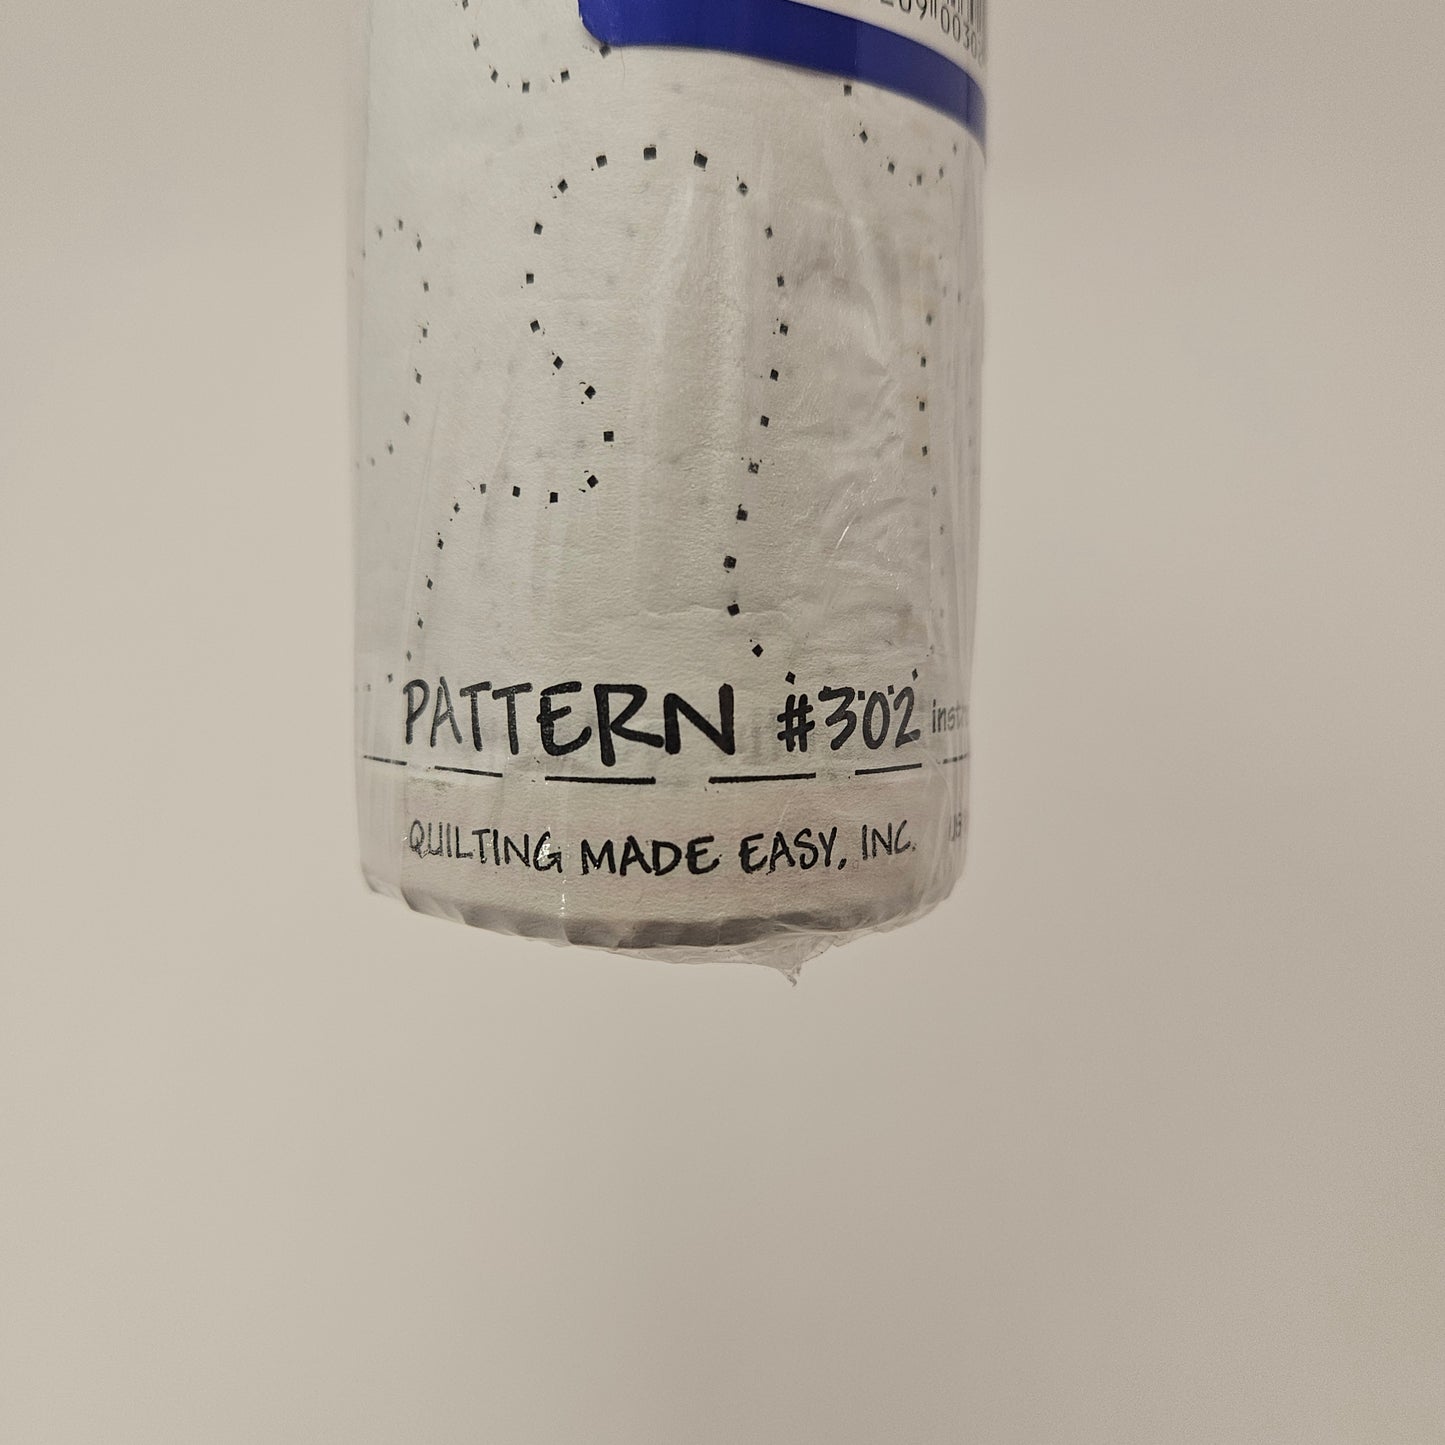 PATTERN #302
QUILTING MADE EASY, INC.